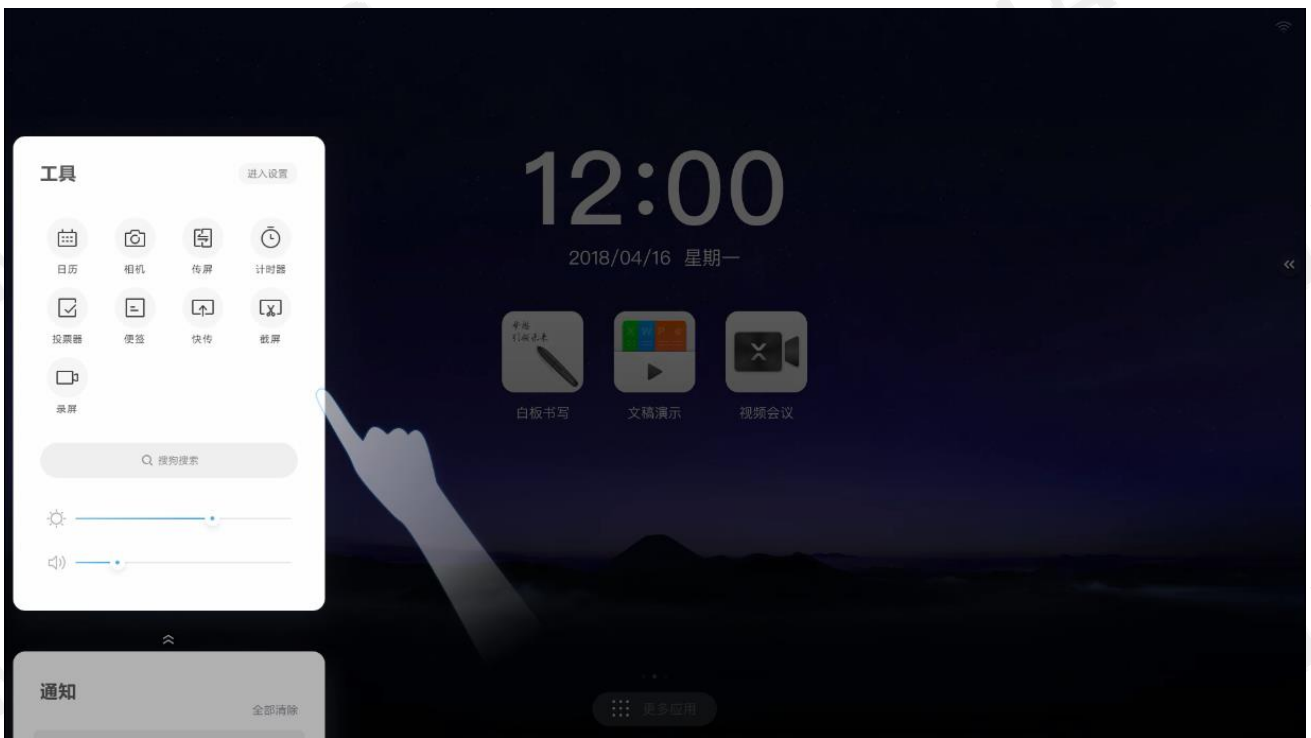 工具
进入设置
日历 相机 传屏 计时器
投票器 便签 快传 截屏
录屏
搜狗搜索
通知
全部清除
12:00
2018/04/16 星期一
白板书写 文稿演示 视频会议
更多应用